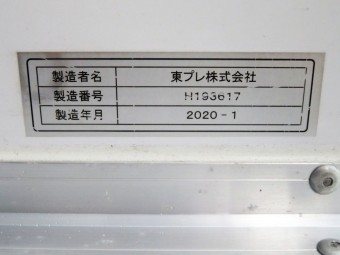 製造者名 東プレ株式会社
製造番号 H193617
製造年月 2020-1